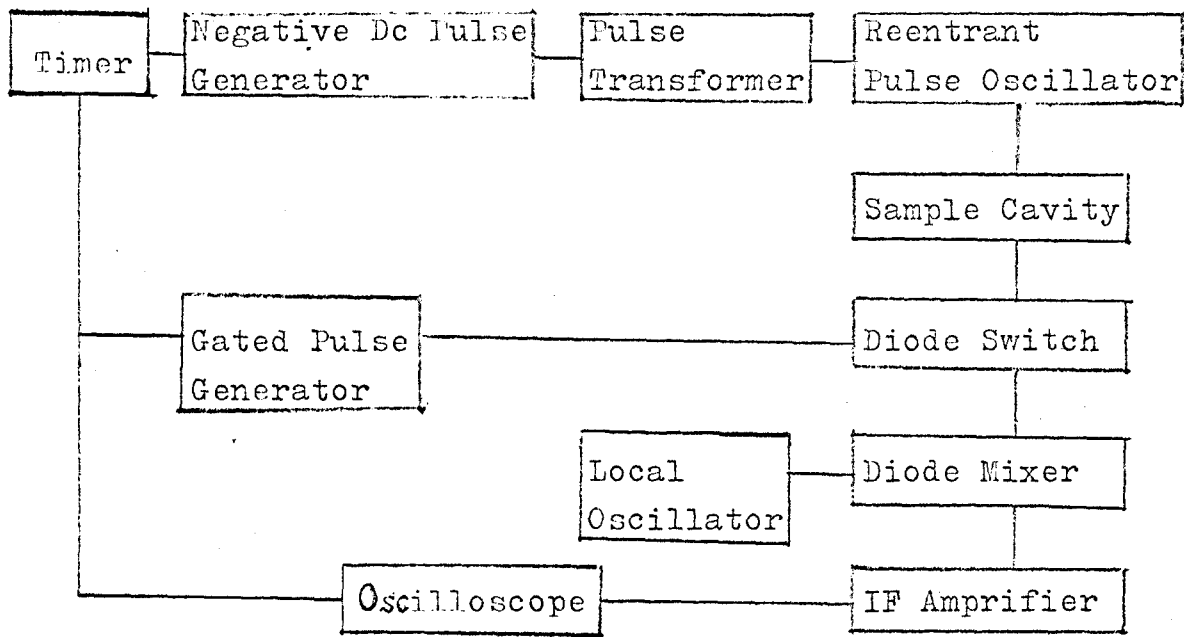 Timer
Negative Dc Pulse
Generator
Pulse
Transformer
Reentrant
Pulse Oscillator
Sample Cavity
Gated Pulse
Generator
Diode Switch
Local
Oscillator
Diode Mixer
Oscilloscope
IF Amprifier